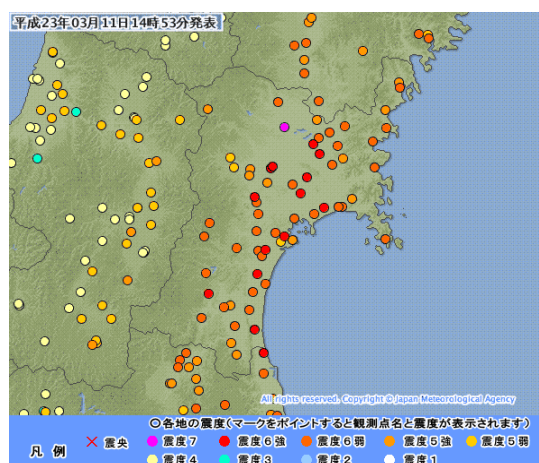 平成23年03月11日14時53分発表
All rights reserved. Copyright © Japan Meteorological Agency
○各地の震度(マークをポイントすると観測点名と震度が表示されます)
凡 例 × 震央 震度7 震度6強 震度6弱 震度5強 震度5弱
震度4 震度3 震度2 震度1